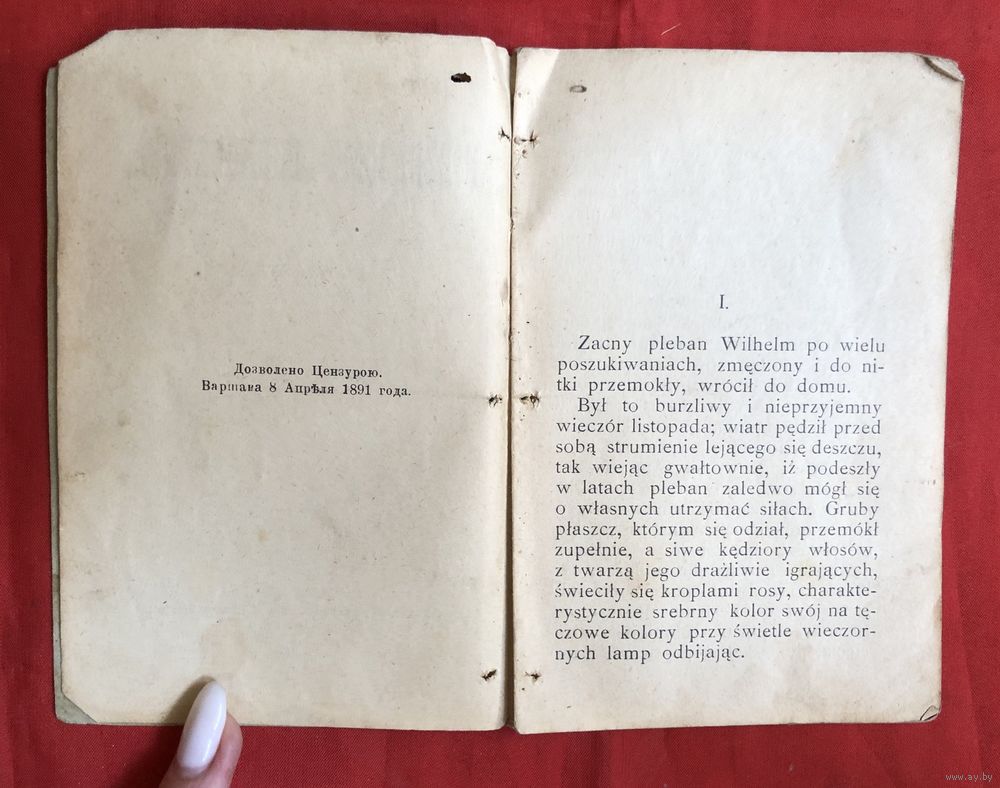 Дозволено Цензурою.
Варшава 8 Апрѣля 1891 года.
I.
Zacny pleban Wilhelm po wielu
poszukiwaniach, zmęczony i do ni-
tki przemokły, wrócił do domu.
Był to burzliwy i nieprzyjemny
wieczór listopada; wiatr pędził przed
sobą strumienie lejącego się deszczu,
tak wiejąc gwałtownie, iż podeszły
w latach pleban zaledwo mógł się
o własnych utrzymać siłach. Gruby
płaszcz, którym się odział, przemókł
zupełnie, a siwe kędziory włosów,
z twarzą jego drażliwie igrających,
świeciły się kroplami rosy, charakte-
rystycznie srebrny kolor swój na tę-
czowe kolory przy świetle wieczor-
nych lamp odbijając.
www.ay.by